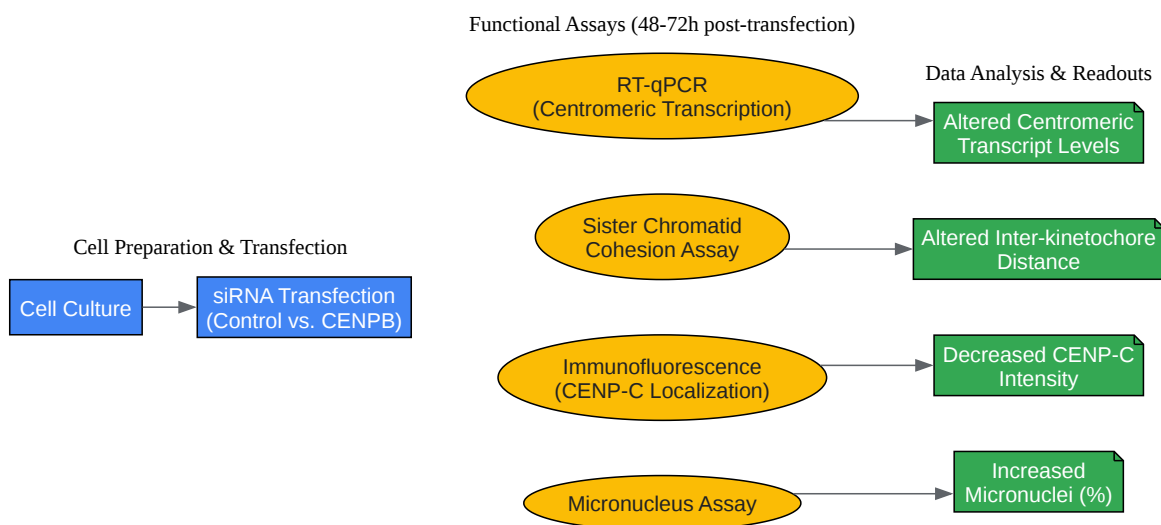 Functional Assays (48-72h post-transfection)
RT-qPCR
(Centromeric Transcription)
Data Analysis & Readouts
Altered Centromeric
Transcript Levels
Sister Chromatid
Cohesion Assay
Altered Inter-kinetochore
Distance
Cell Preparation & Transfection
Cell Culture
siRNA Transfection
(Control vs. CENPB)
Immunofluorescence
(CENP-C Localization)
Decreased CENP-C
Intensity
Micronucleus Assay
Increased
Micronuclei (%)